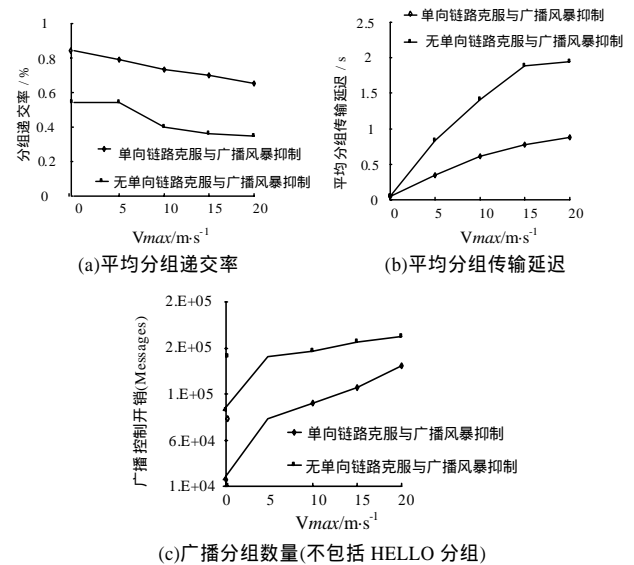 1
0.8
0.6
0.4
0.2
0
分组递交率 / %
单向链路克服与广播风暴抑制
无单向链路克服与广播风暴抑制
0 5 10 15 20
Vmax/m·s-1
(a)平均分组递交率
单向链路克服与广播风暴抑制
无单向链路克服与广播风暴抑制
2.5
2
1.5
1
0.5
0
平均分组传输延迟 / s
0 5 10 15 20
Vmax/m·s-1
(b)平均分组传输延迟
2.E+05
2.E+05
1.E+05
6.E+04
1.E+04
广播控制开销(Messages)
单向链路克服与广播风暴抑制
无单向链路克服与广播风暴抑制
0 5 10 15 20
Vmax/m·s-1
(c)广播分组数量(不包括 HELLO 分组)